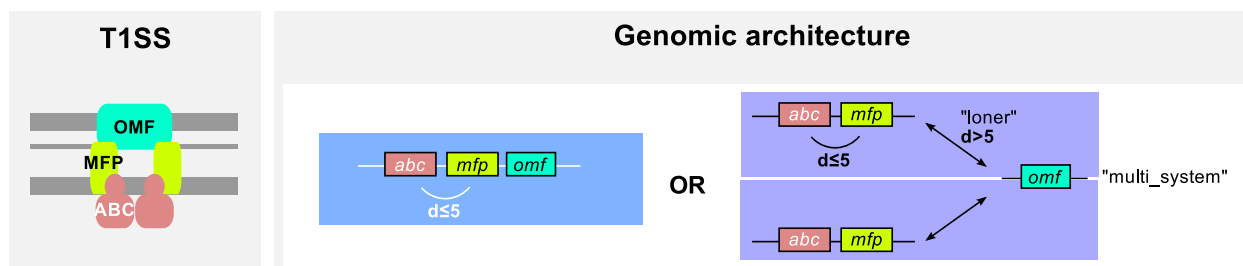 T1SS
OMF
MFP
ABC
Genomic architecture
abc mfp omf
d≤5
OR
abc mfp
d≤5
"loner"
d>5
omf
"multi_system"
abc mfp